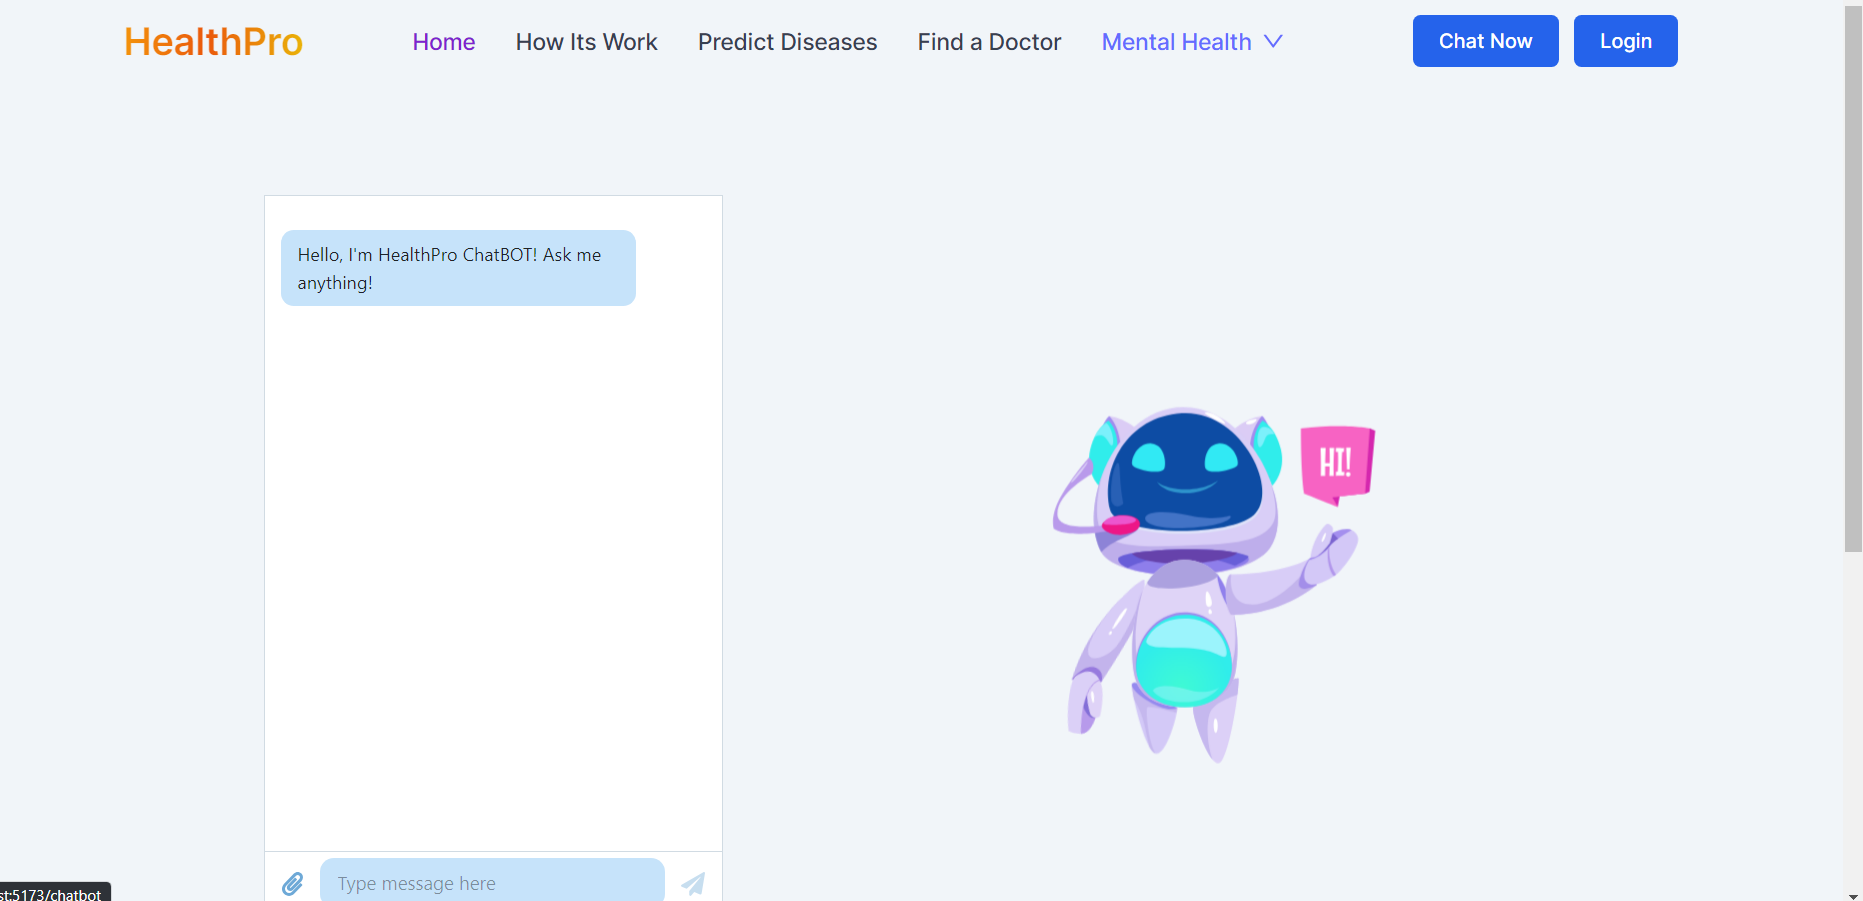 HealthPro
Home How Its Work Predict Diseases Find a Doctor Mental Health
Chat Now Login
Hello, I'm HealthPro ChatBOT! Ask me
anything!
HI!
Type message here
st:5173/chatbot